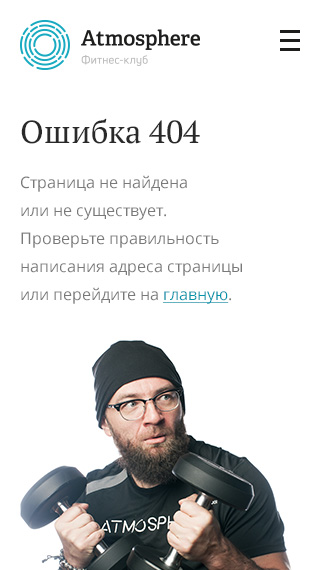 Atmosphere
Фитнес-клуб
Ошибка 404
Страница не найдена
или не существует.
Проверьте правильность
написания адреса страницы
или перейдите на главную.
ATMOSPH